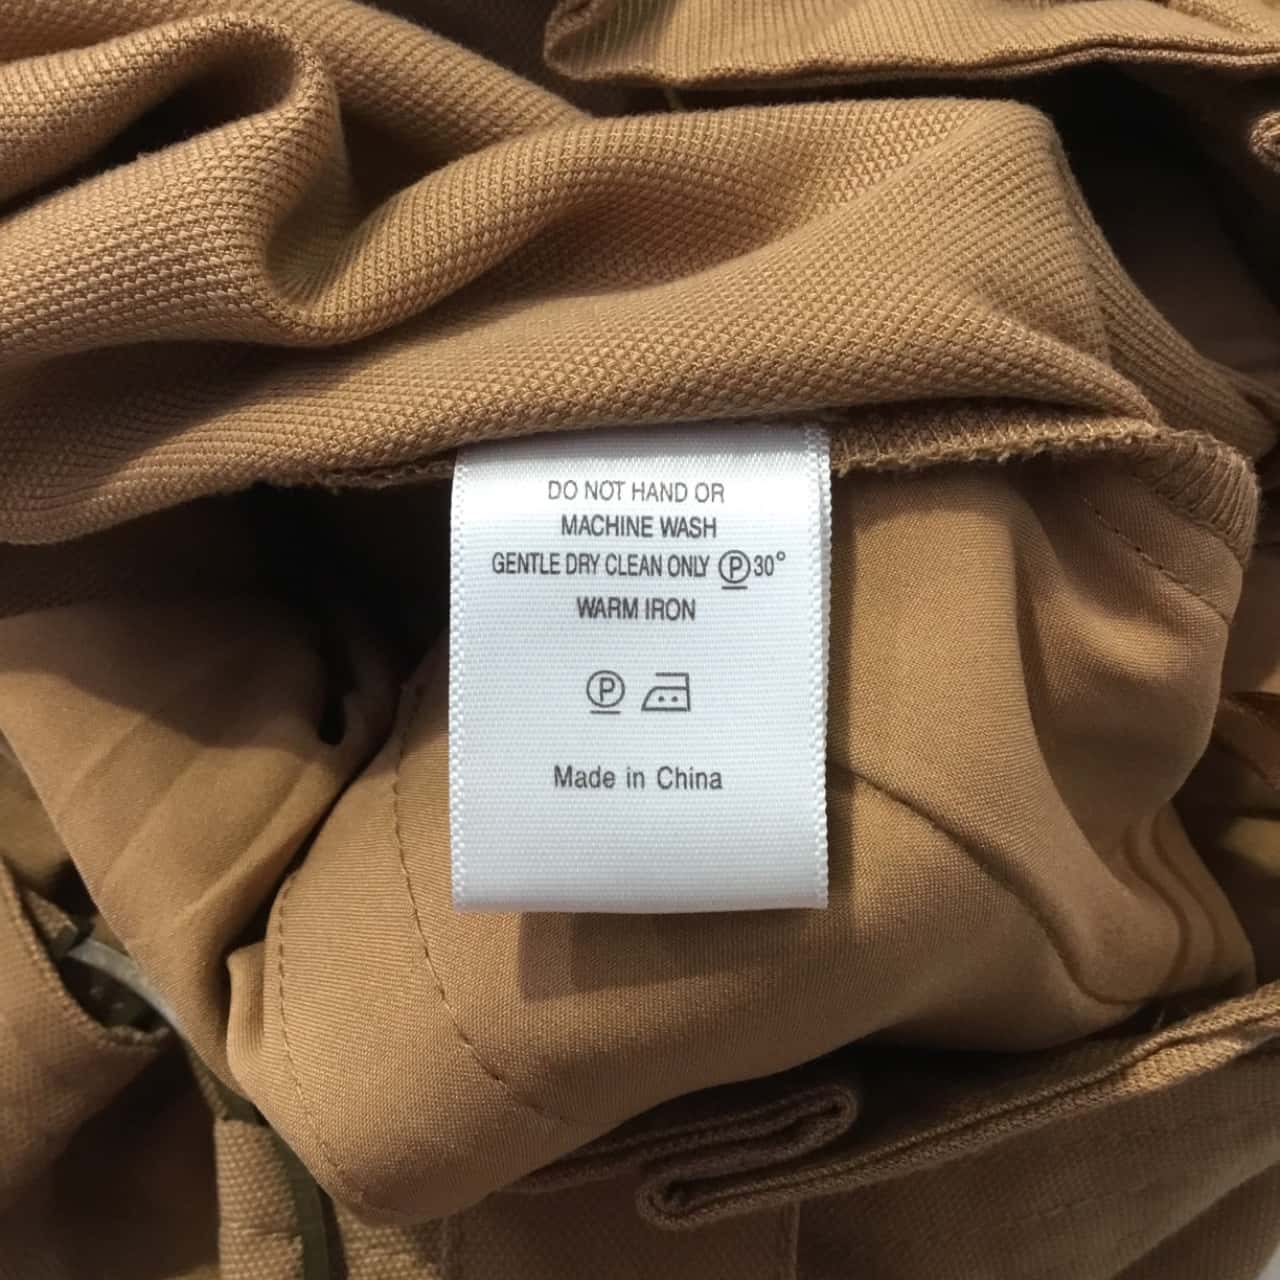 DO NOT HAND OR
MACHINE WASH
GENTLE DRY CLEAN ONLY Ⓟ 30°
WARM IRON
Ⓟ
Made in China